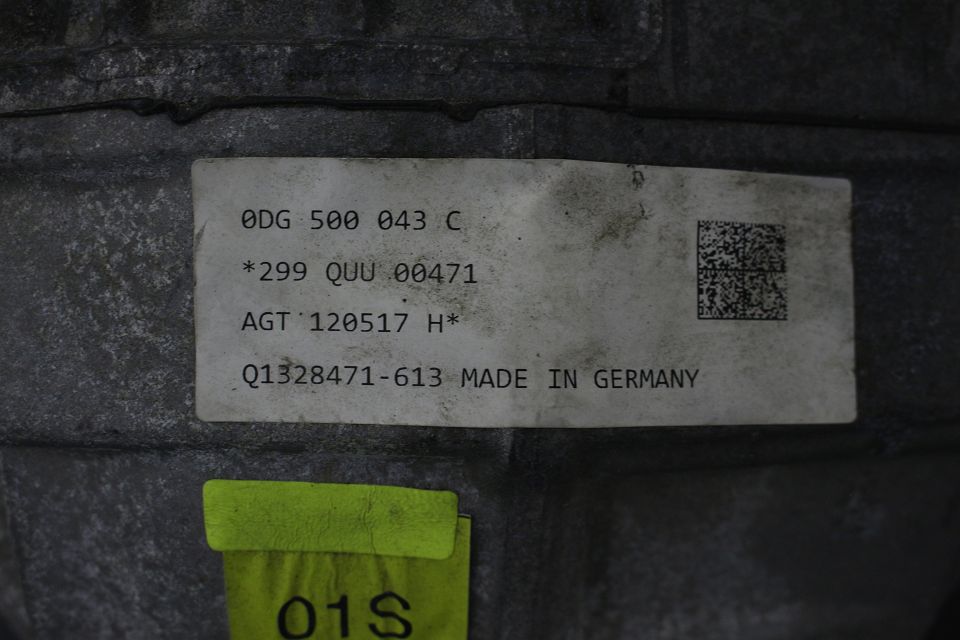 0DG 500 043 C
*299 QUU 00471
AGT 120517 H*
Q1328471-613 MADE IN GERMANY
01S